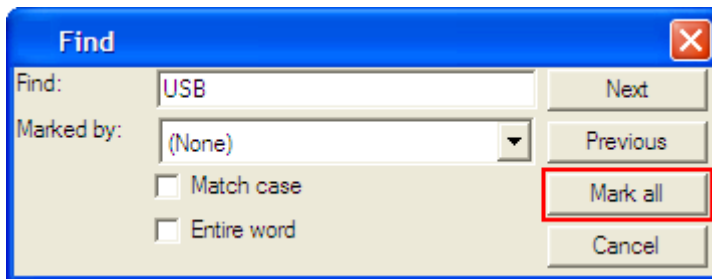 Find
Find: USB Next
Marked by: (None) Previous
Match case Mark all
Entire word Cancel